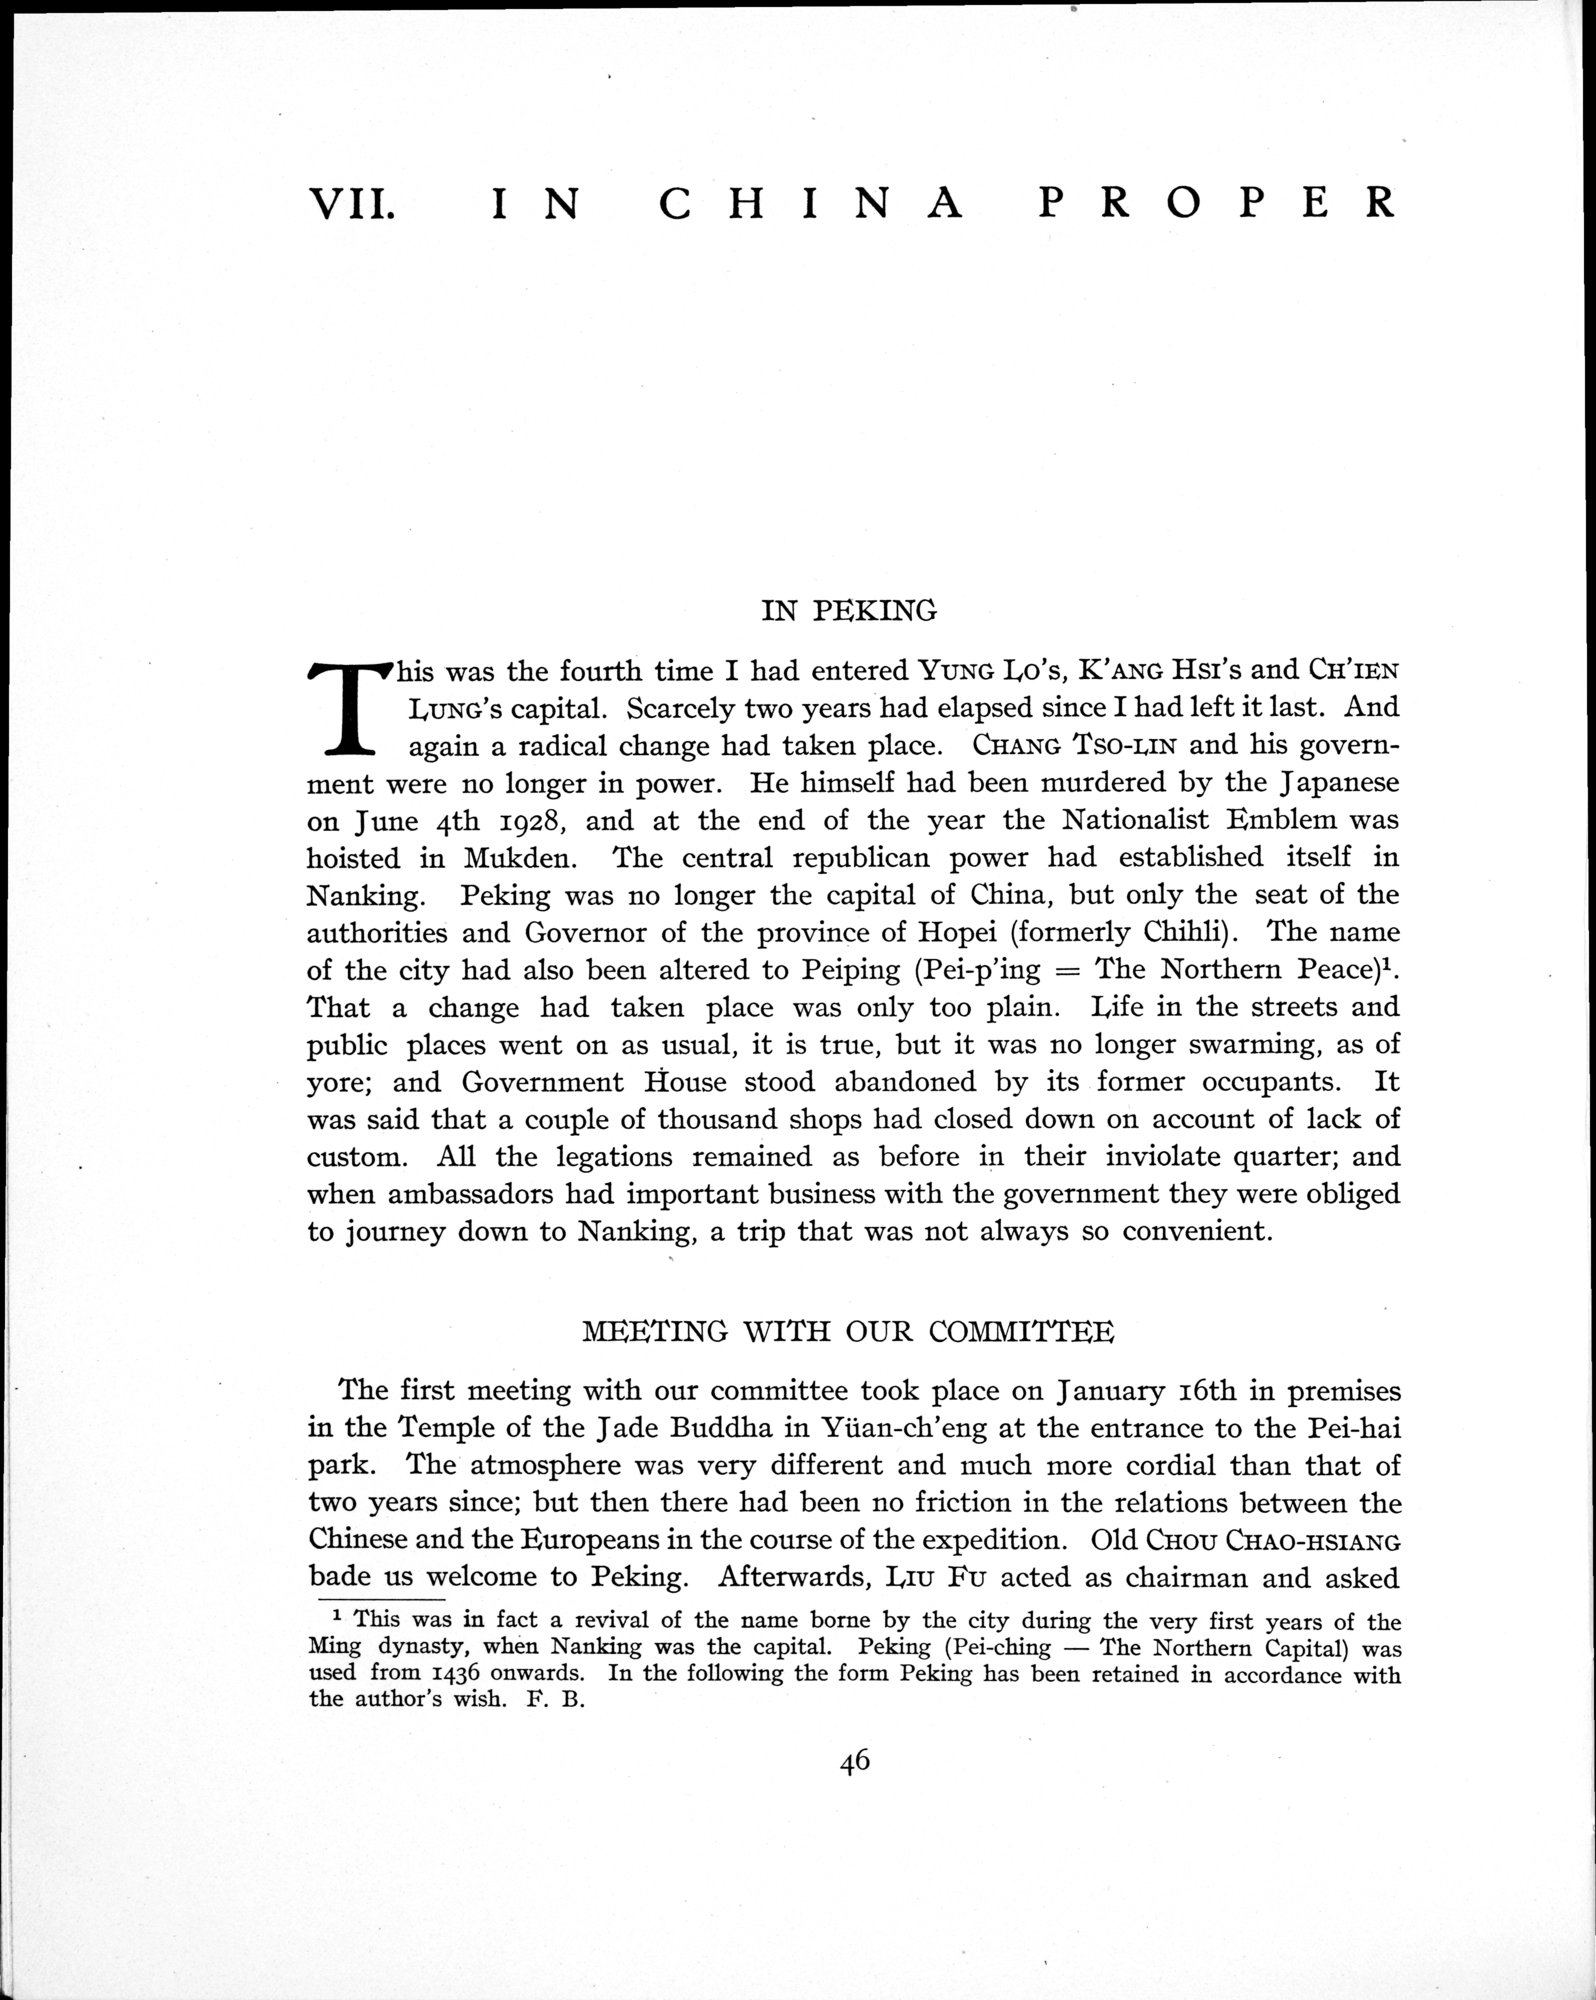 VII. IN CHINA PROPER
IN PEKING
This was the fourth time I had entered YUNG LO's, K'ANG HSI's and CH'IEN
LUNG's capital. Scarcely two years had elapsed since I had left it last. And
again a radical change had taken place. CHANG TSO-LIN and his govern-
ment were no longer in power. He himself had been murdered by the Japanese
on June 4th 1928, and at the end of the year the Nationalist Emblem was
hoisted in Mukden. The central republican power had established itself in
Nanking. Peking was no longer the capital of China, but only the seat of the
authorities and Governor of the province of Hopei (formerly Chihli). The name
of the city had also been altered to Peiping (Pei-p'ing = The Northern Peace)¹.
That a change had taken place was only too plain. Life in the streets and
public places went on as usual, it is true, but it was no longer swarming, as of
yore; and Government House stood abandoned by its former occupants. It
was said that a couple of thousand shops had closed down on account of lack of
custom. All the legations remained as before in their inviolate quarter; and
when ambassadors had important business with the government they were obliged
to journey down to Nanking, a trip that was not always so convenient.
MEETING WITH OUR COMMITTEE
The first meeting with our committee took place on January 16th in premises
in the Temple of the Jade Buddha in Yüan-ch'eng at the entrance to the Pei-hai
park. The atmosphere was very different and much more cordial than that of
two years since; but then there had been no friction in the relations between the
Chinese and the Europeans in the course of the expedition. Old CHOU CHAO-HSIANG
bade us welcome to Peking. Afterwards, LIU FU acted as chairman and asked
¹ This was in fact a revival of the name borne by the city during the very first years of the
Ming dynasty, when Nanking was the capital. Peking (Pei-ching — The Northern Capital) was
used from 1436 onwards. In the following the form Peking has been retained in accordance with
the author's wish. F. B.
46